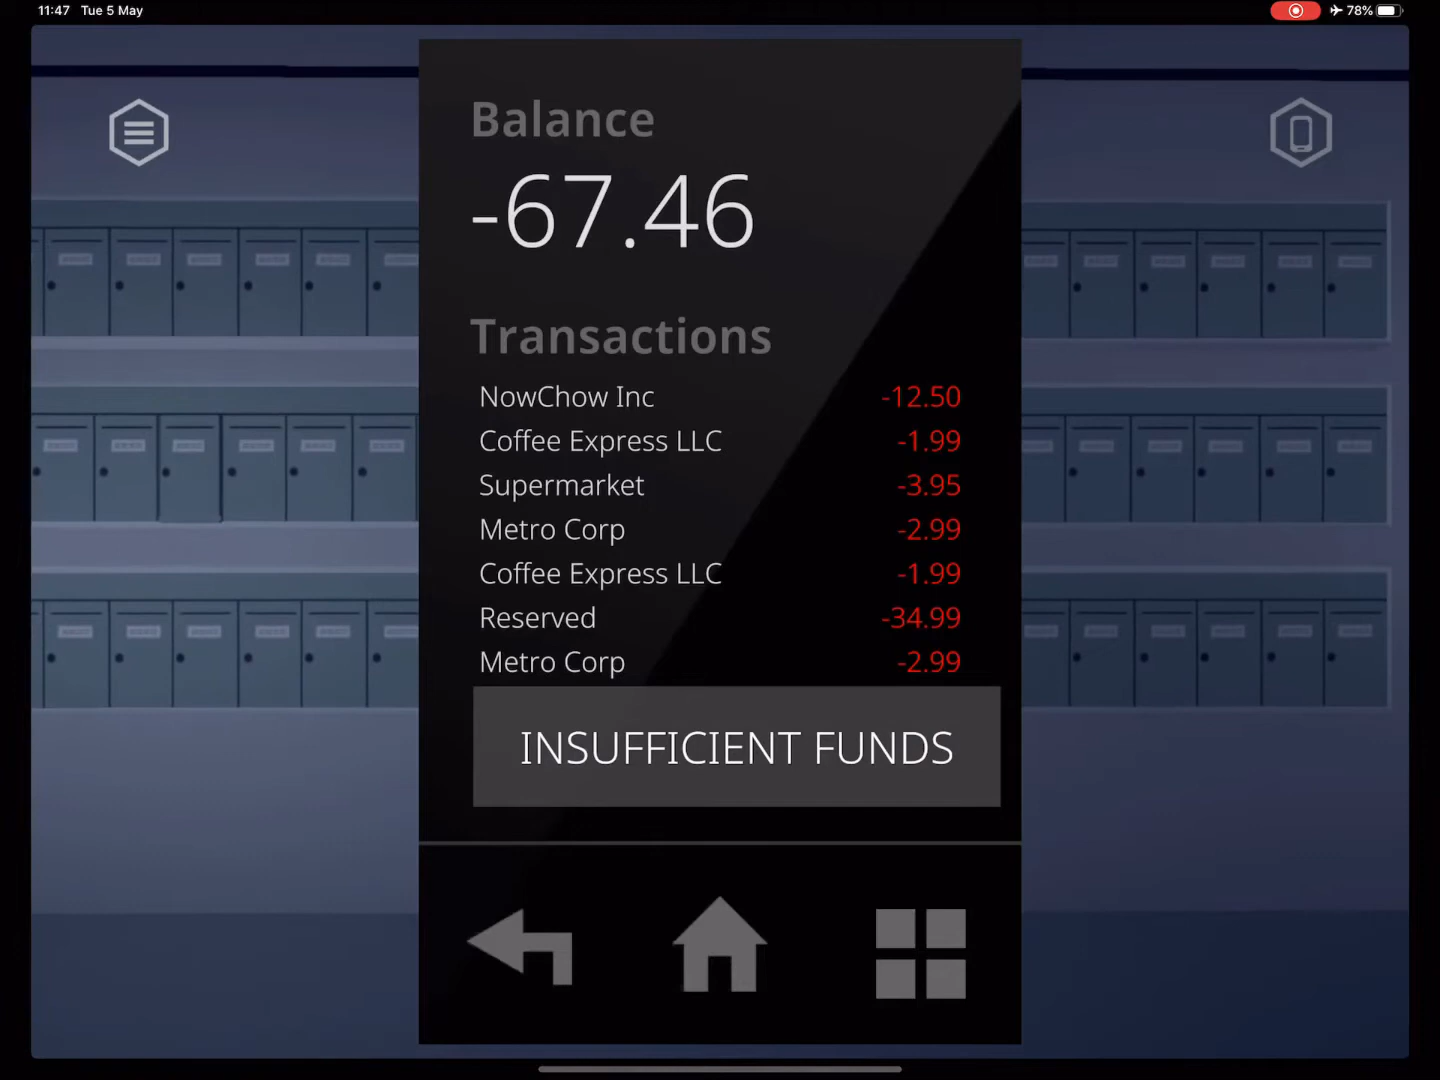 11:47 Tue 5 May 78%
Balance
-67.46
Transactions
NowChow Inc -12.50
Coffee Express LLC -1.99
Supermarket -3.95
Metro Corp -2.99
Coffee Express LLC -1.99
Reserved -34.99
Metro Corp -2.99
INSUFFICIENT FUNDS